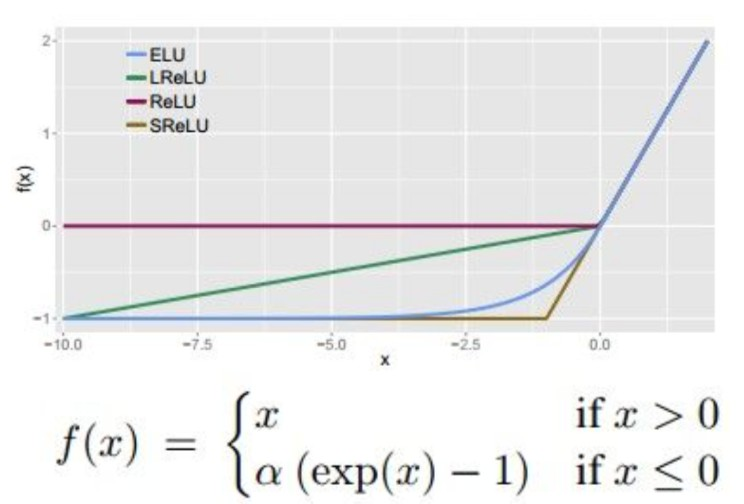 2
ELU
LReLU
ReLU
SReLU
1
f(x)
0
−1
−10.0 −7.5 −5.0 −2.5 0.0
x
f(x) = { x if x > 0
α (exp(x) − 1) if x ≤ 0